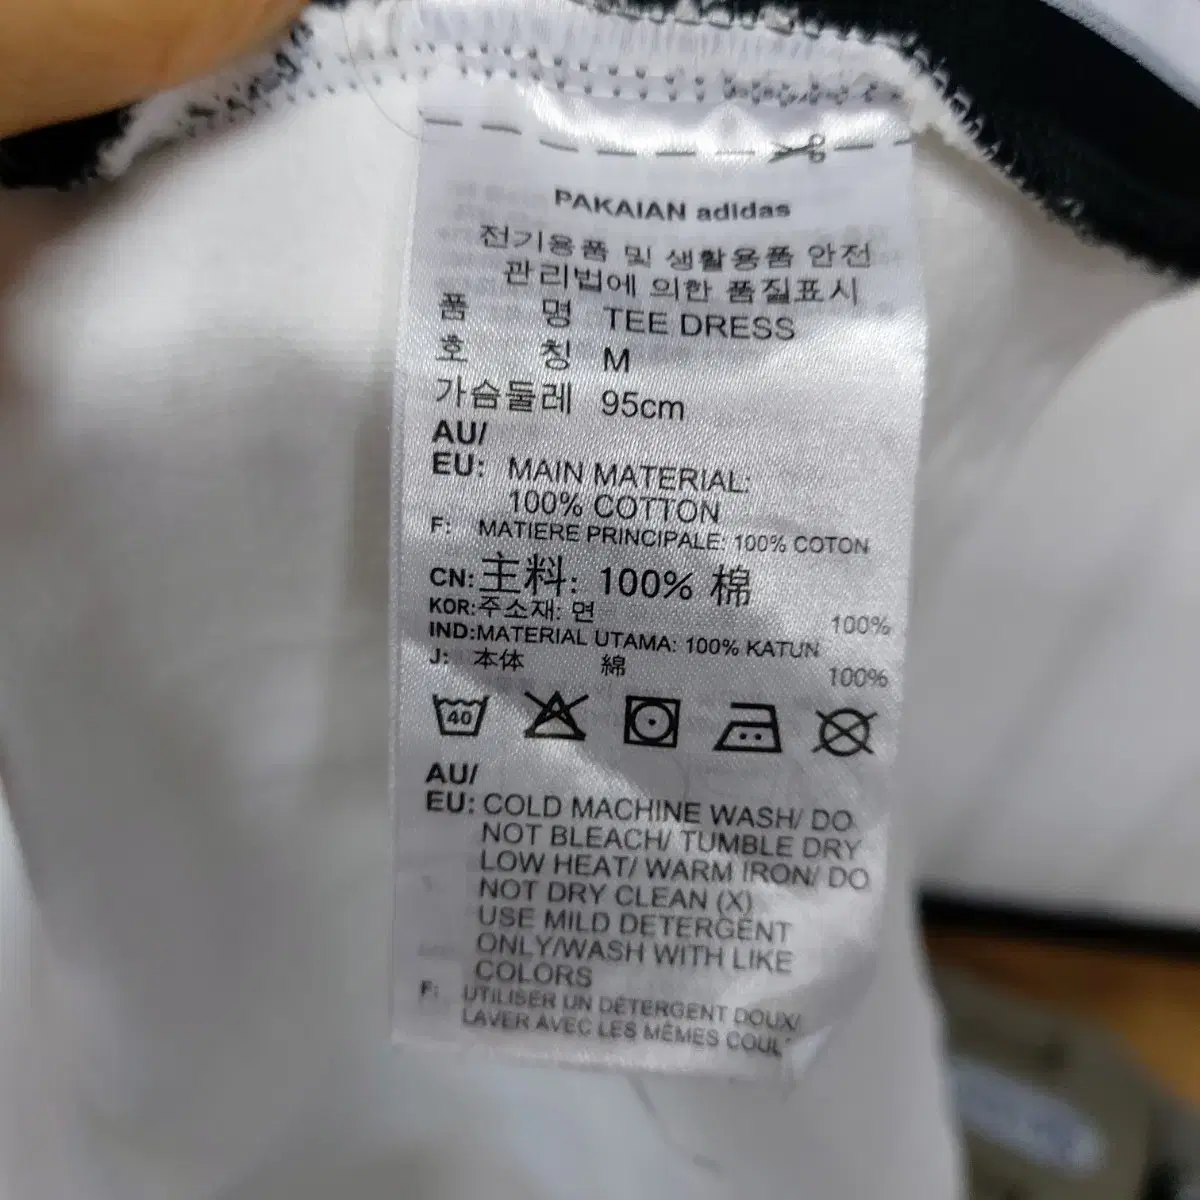 PAKAIAN adidas
전기용품 및 생활용품 안전
관리법에 의한 품질표시
품 명 TEE DRESS
호 칭 M
가슴둘레 95cm
AU/
EU: MAIN MATERIAL:
100% COTTON
F: MATIERE PRINCIPALE: 100% COTON
CN: 主料: 100% 棉
KOR:주소재: 면 100%
IND:MATERIAL UTAMA: 100% KATUN
J: 本体 綿 100%
40
AU/
EU: COLD MACHINE WASH/ DO
NOT BLEACH/ TUMBLE DRY
LOW HEAT/ WARM IRON/ DO
NOT DRY CLEAN (X)
USE MILD DETERGENT
ONLY/WASH WITH LIKE
COLORS
F: UTILISER UN DÉTERGENT DOUX/
LAVER AVEC LES MÊMES